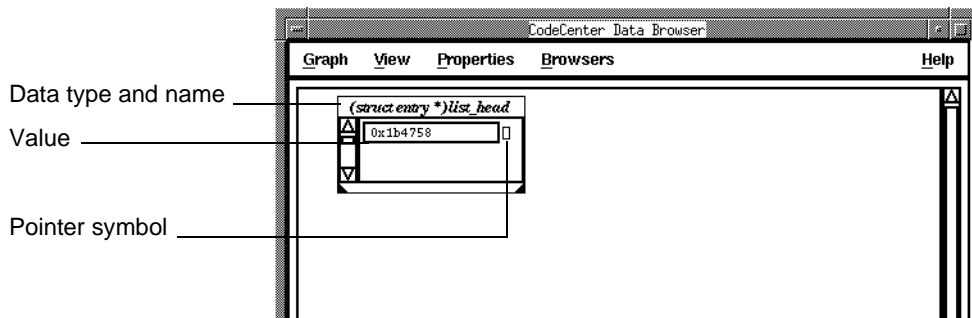 CodeCenter Data Browser
Graph View Properties Browsers Help
Data type and name
(struct entry *)list_head
Value
0x1b4758
Pointer symbol